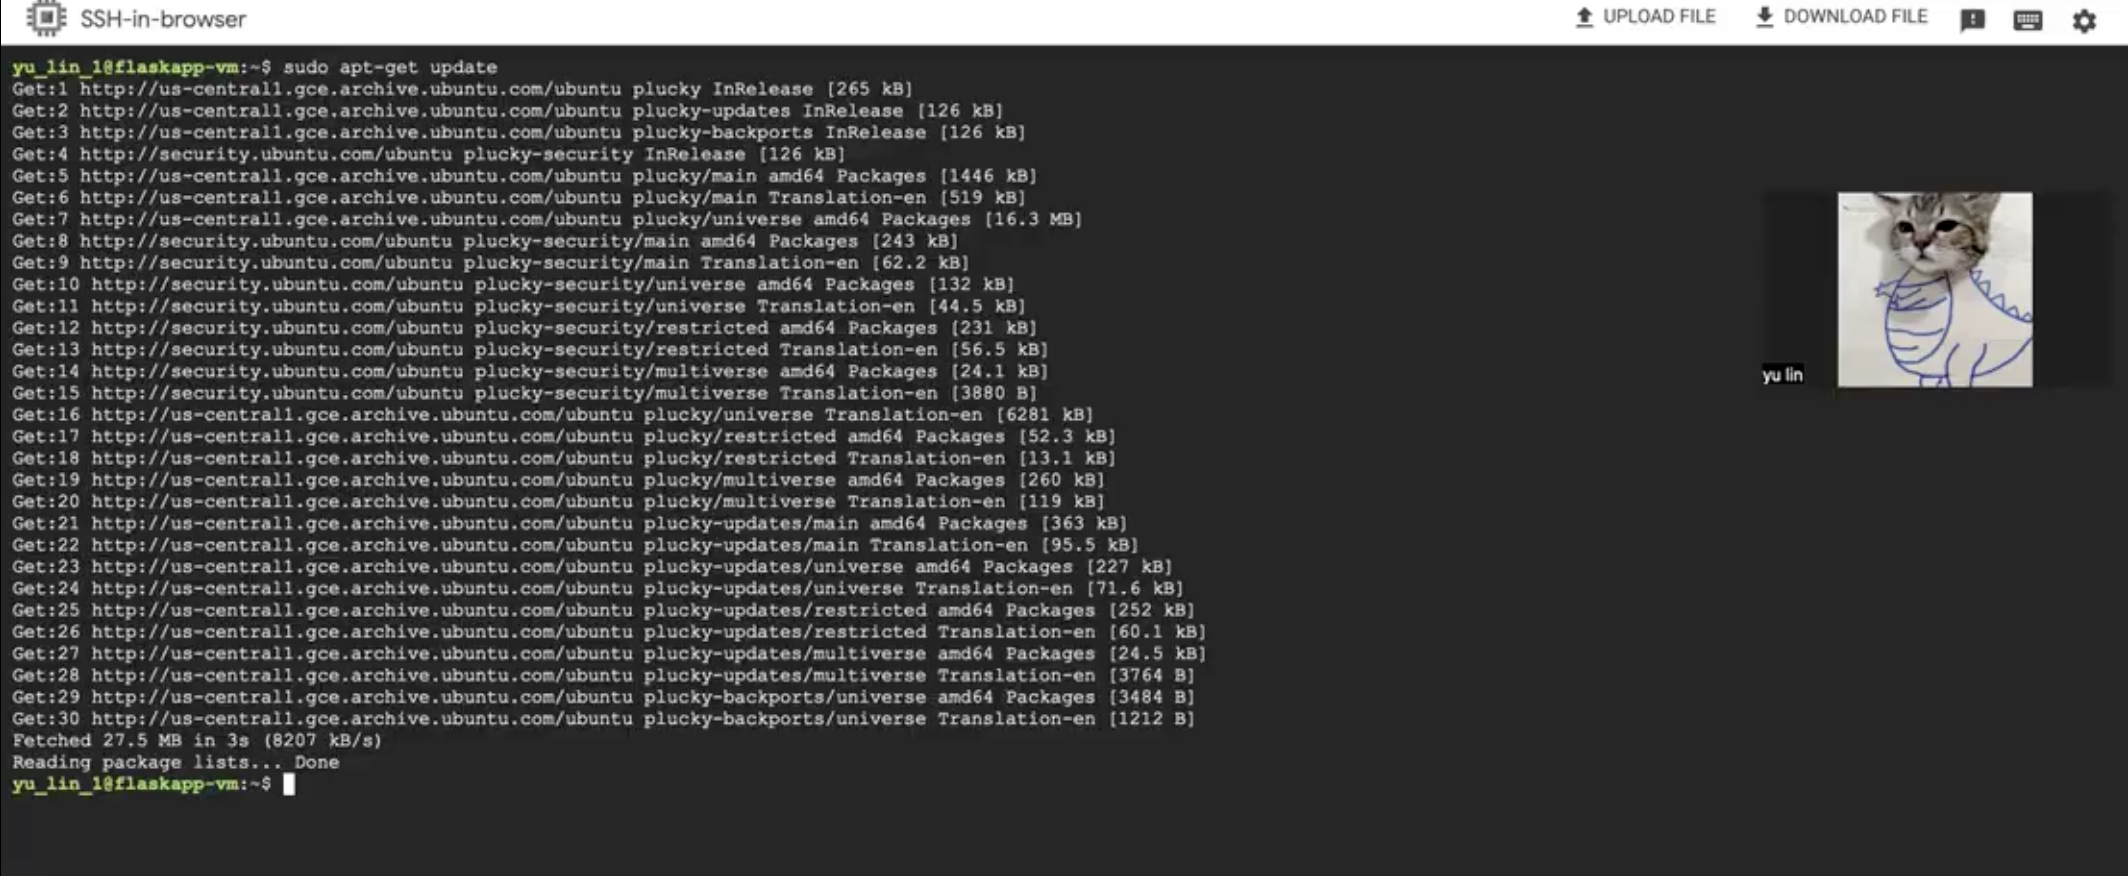 SSH-in-browser
UPLOAD FILE
DOWNLOAD FILE
yu_lin_1@flaskapp-vm:~$ sudo apt-get update
Get:1 http://us-central1.gce.archive.ubuntu.com/ubuntu plucky InRelease [265 kB]
Get:2 http://us-central1.gce.archive.ubuntu.com/ubuntu plucky-updates InRelease [126 kB]
Get:3 http://us-central1.gce.archive.ubuntu.com/ubuntu plucky-backports InRelease [126 kB]
Get:4 http://security.ubuntu.com/ubuntu plucky-security InRelease [126 kB]
Get:5 http://us-central1.gce.archive.ubuntu.com/ubuntu plucky/main amd64 Packages [1446 kB]
Get:6 http://us-central1.gce.archive.ubuntu.com/ubuntu plucky/main Translation-en [519 kB]
Get:7 http://us-central1.gce.archive.ubuntu.com/ubuntu plucky/universe amd64 Packages [16.3 MB]
Get:8 http://security.ubuntu.com/ubuntu plucky-security/main amd64 Packages [243 kB]
Get:9 http://security.ubuntu.com/ubuntu plucky-security/main Translation-en [62.2 kB]
Get:10 http://security.ubuntu.com/ubuntu plucky-security/universe amd64 Packages [132 kB]
Get:11 http://security.ubuntu.com/ubuntu plucky-security/universe Translation-en [44.5 kB]
Get:12 http://security.ubuntu.com/ubuntu plucky-security/restricted amd64 Packages [231 kB]
Get:13 http://security.ubuntu.com/ubuntu plucky-security/restricted Translation-en [56.5 kB]
Get:14 http://security.ubuntu.com/ubuntu plucky-security/multiverse amd64 Packages [24.1 kB]
Get:15 http://security.ubuntu.com/ubuntu plucky-security/multiverse Translation-en [3880 B]
Get:16 http://us-central1.gce.archive.ubuntu.com/ubuntu plucky/universe Translation-en [6281 kB]
Get:17 http://us-central1.gce.archive.ubuntu.com/ubuntu plucky/restricted amd64 Packages [52.3 kB]
Get:18 http://us-central1.gce.archive.ubuntu.com/ubuntu plucky/restricted Translation-en [13.1 kB]
Get:19 http://us-central1.gce.archive.ubuntu.com/ubuntu plucky/multiverse amd64 Packages [260 kB]
Get:20 http://us-central1.gce.archive.ubuntu.com/ubuntu plucky/multiverse Translation-en [119 kB]
Get:21 http://us-central1.gce.archive.ubuntu.com/ubuntu plucky-updates/main amd64 Packages [363 kB]
Get:22 http://us-central1.gce.archive.ubuntu.com/ubuntu plucky-updates/main Translation-en [95.5 kB]
Get:23 http://us-central1.gce.archive.ubuntu.com/ubuntu plucky-updates/universe amd64 Packages [227 kB]
Get:24 http://us-central1.gce.archive.ubuntu.com/ubuntu plucky-updates/universe Translation-en [71.6 kB]
Get:25 http://us-central1.gce.archive.ubuntu.com/ubuntu plucky-updates/restricted amd64 Packages [252 kB]
Get:26 http://us-central1.gce.archive.ubuntu.com/ubuntu plucky-updates/restricted Translation-en [60.1 kB]
Get:27 http://us-central1.gce.archive.ubuntu.com/ubuntu plucky-updates/multiverse amd64 Packages [24.5 kB]
Get:28 http://us-central1.gce.archive.ubuntu.com/ubuntu plucky-updates/multiverse Translation-en [3764 B]
Get:29 http://us-central1.gce.archive.ubuntu.com/ubuntu plucky-backports/universe amd64 Packages [3484 B]
Get:30 http://us-central1.gce.archive.ubuntu.com/ubuntu plucky-backports/universe Translation-en [1212 B]
Fetched 27.5 MB in 3s (8207 kB/s)
Reading package lists... Done
yu_lin_1@flaskapp-vm:~$
yu lin